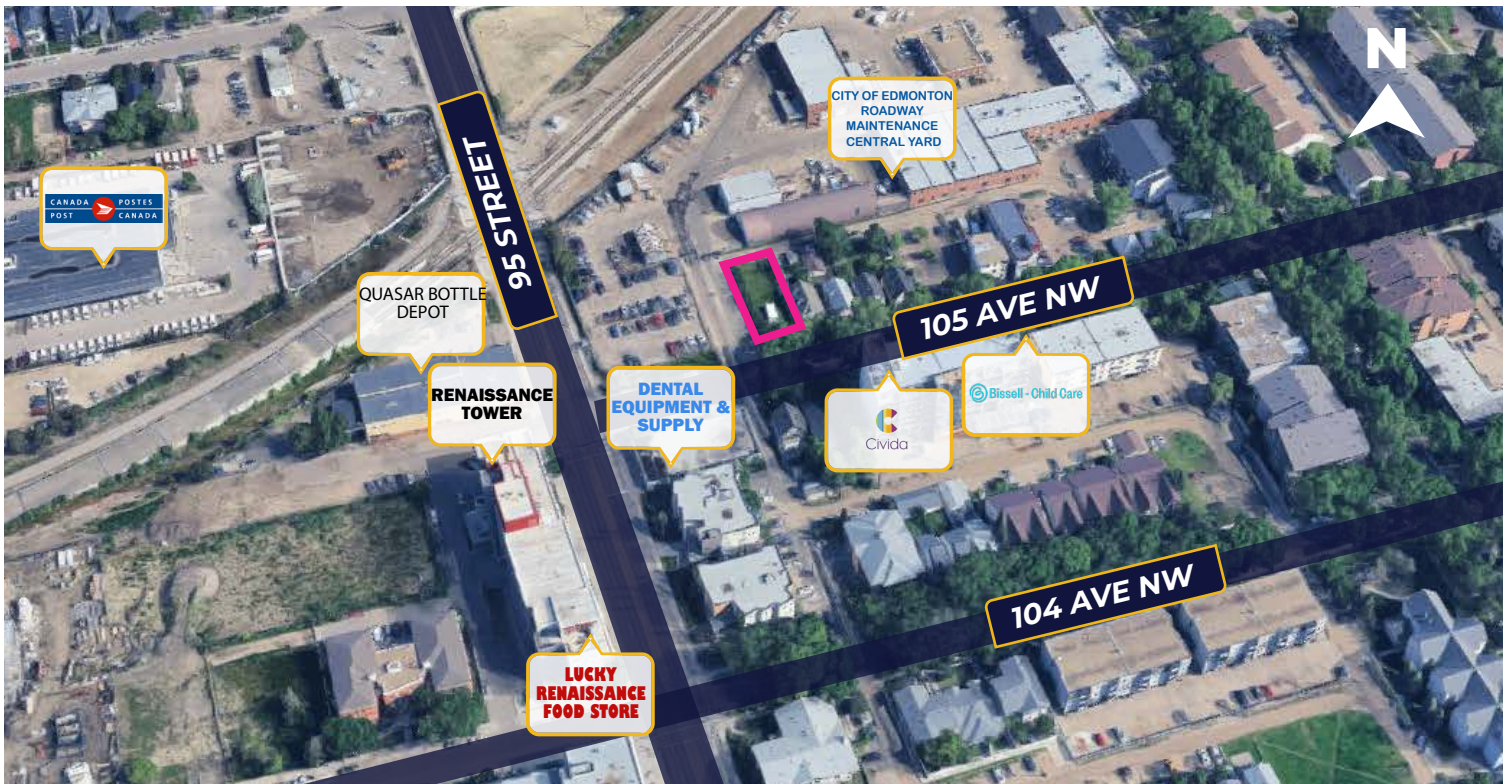 N
CITY OF EDMONTON
ROADWAY
MAINTENANCE
CENTRAL YARD
95 STREET
CANADA POSTES
POST CANADA
QUASAR BOTTLE
DEPOT
105 AVE NW
RENAISSANCE
TOWER
DENTAL
EQUIPMENT &
SUPPLY
Bissell - Child Care
Civida
104 AVE NW
LUCKY
RENAISSANCE
FOOD STORE